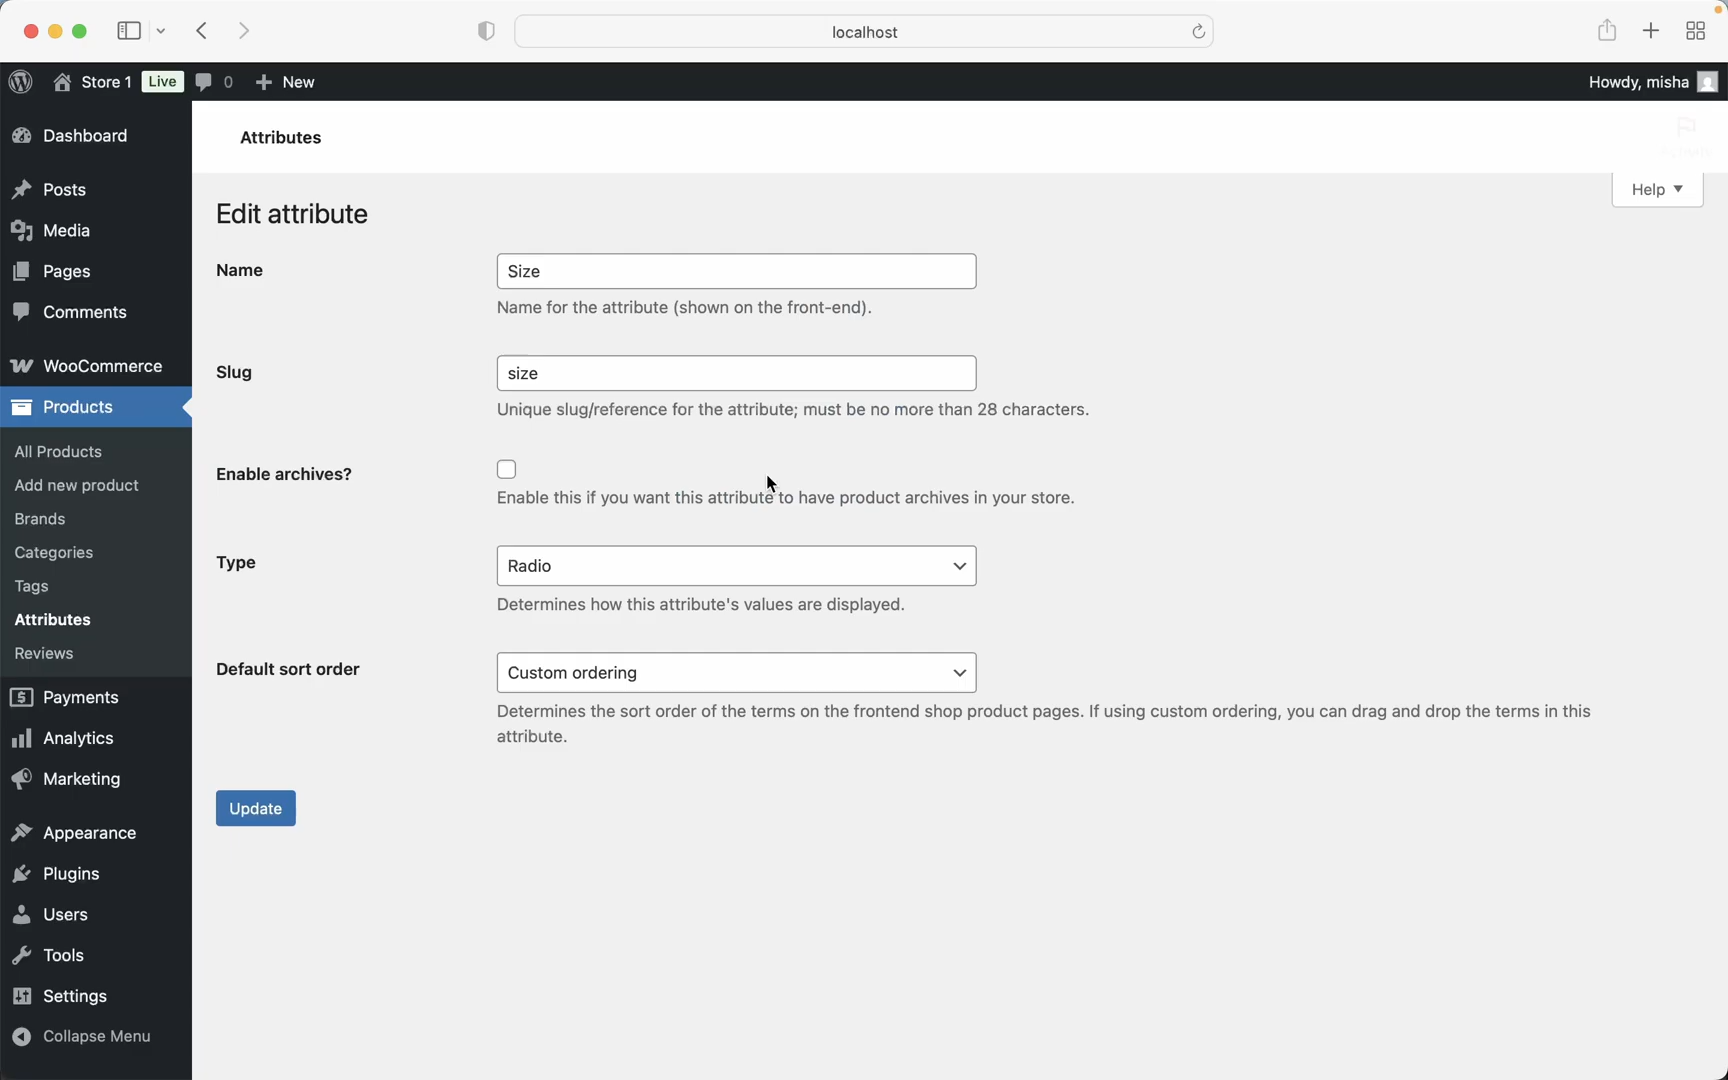 localhost
Store 1 Live 0 New
Howdy, misha
Dashboard
Posts
Media
Pages
Comments
WooCommerce
Products
All Products
Add new product
Brands
Categories
Tags
Attributes
Reviews
Payments
Analytics
Marketing
Appearance
Plugins
Users
Tools
Settings
Collapse Menu
Attributes
Help
Edit attribute
Name
Size
Name for the attribute (shown on the front-end).
Slug
size
Unique slug/reference for the attribute; must be no more than 28 characters.
Enable archives?
Enable this if you want this attribute to have product archives in your store.
Type
Radio
Determines how this attribute's values are displayed.
Default sort order
Custom ordering
Determines the sort order of the terms on the frontend shop product pages. If using custom ordering, you can drag and drop the terms in this
attribute.
Update